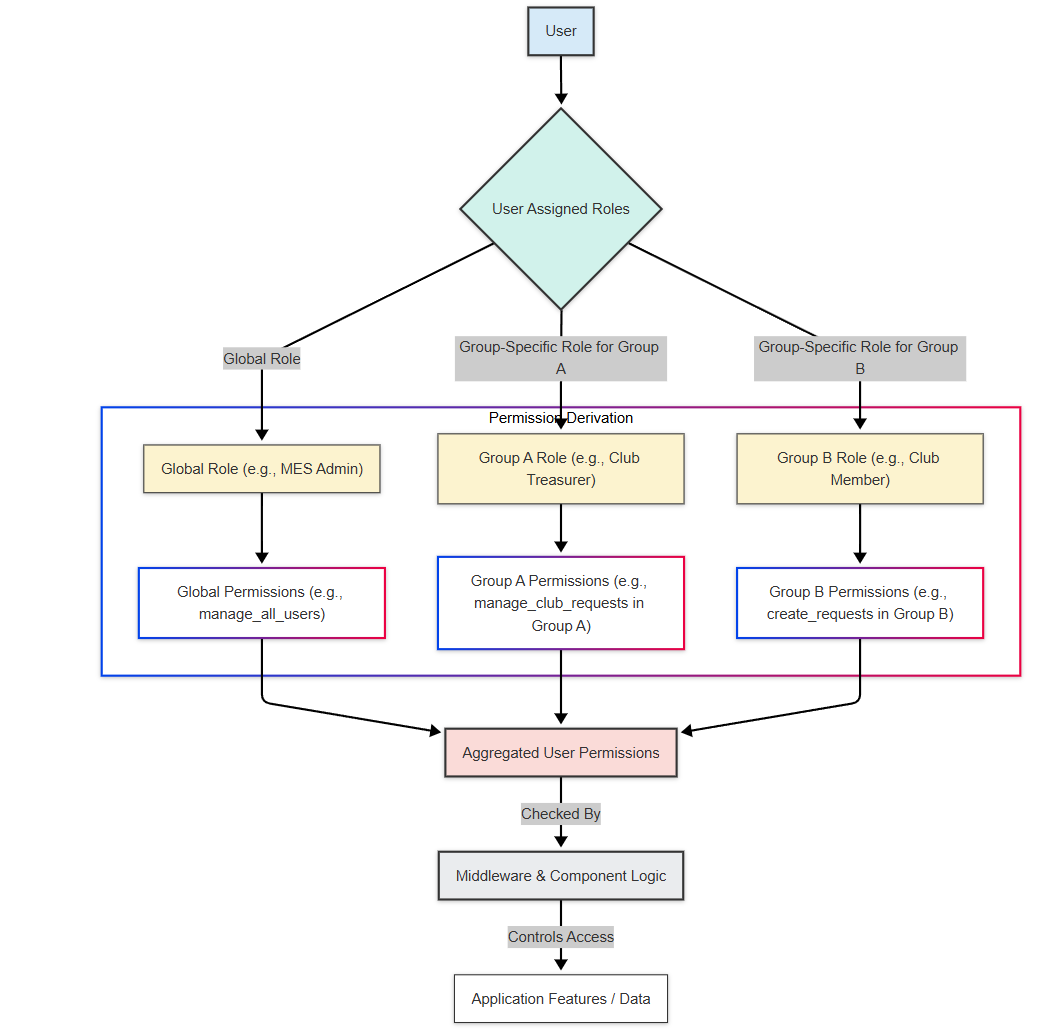 User
User Assigned Roles
Global Role
Group-Specific Role for Group
A
Group-Specific Role for Group
B
Permission Derivation
Global Role (e.g., MES Admin)
Group A Role (e.g., Club
Treasurer)
Group B Role (e.g., Club
Member)
Global Permissions (e.g.,
manage_all_users)
Group A Permissions (e.g.,
manage_club_requests in
Group A)
Group B Permissions (e.g.,
create_requests in Group B)
Aggregated User Permissions
Checked By
Middleware & Component Logic
Controls Access
Application Features / Data